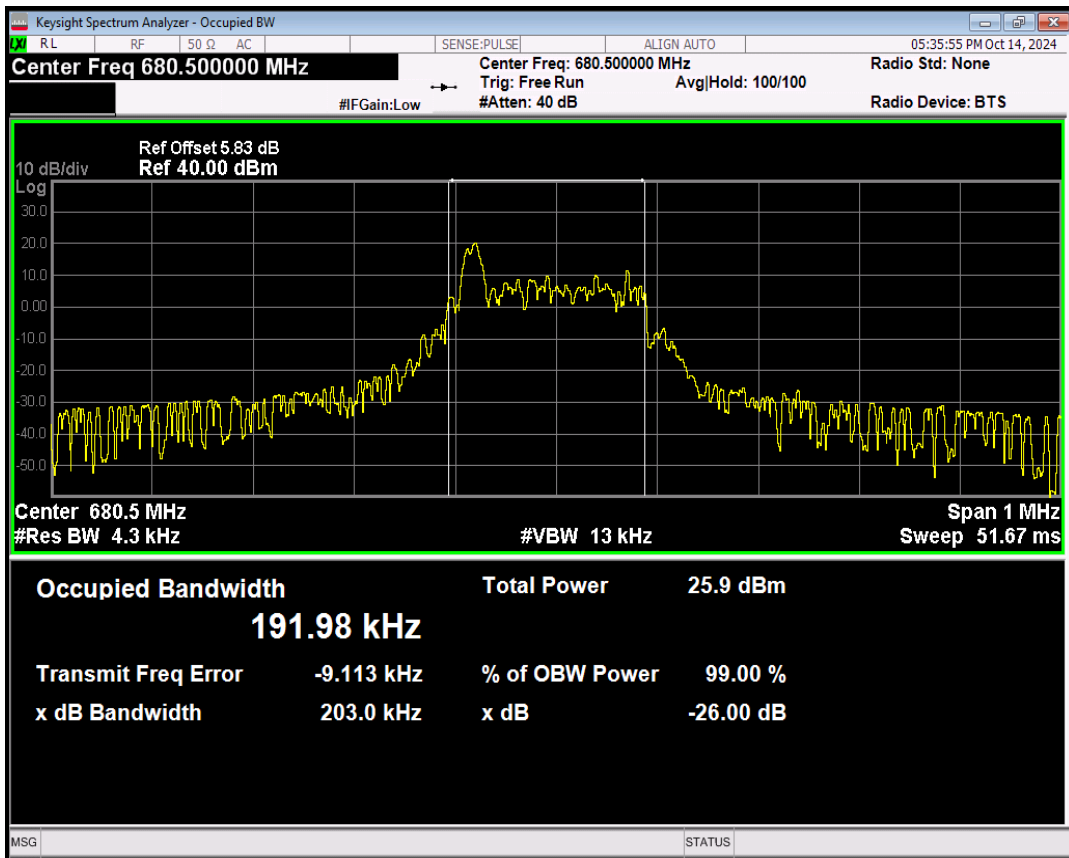 Keysight Spectrum Analyzer - Occupied BW
LXI RL RF 50 Ω AC SENSE:PULSE ALIGN AUTO 05:35:55 PM Oct 14, 2024
Center Freq 680.500000 MHz Center Freq: 680.500000 MHz Radio Std: None
Trig: Free Run Avg|Hold: 100/100
#IFGain:Low #Atten: 40 dB Radio Device: BTS
Ref Offset 5.83 dB
10 dB/div Ref 40.00 dBm
Log
30.0
20.0
10.0
0.00
-10.0
-20.0
-30.0
-40.0
-50.0
Center 680.5 MHz Span 1 MHz
#Res BW 4.3 kHz #VBW 13 kHz Sweep 51.67 ms
Occupied Bandwidth Total Power 25.9 dBm
191.98 kHz
Transmit Freq Error -9.113 kHz % of OBW Power 99.00 %
x dB Bandwidth 203.0 kHz x dB -26.00 dB
MSG STATUS